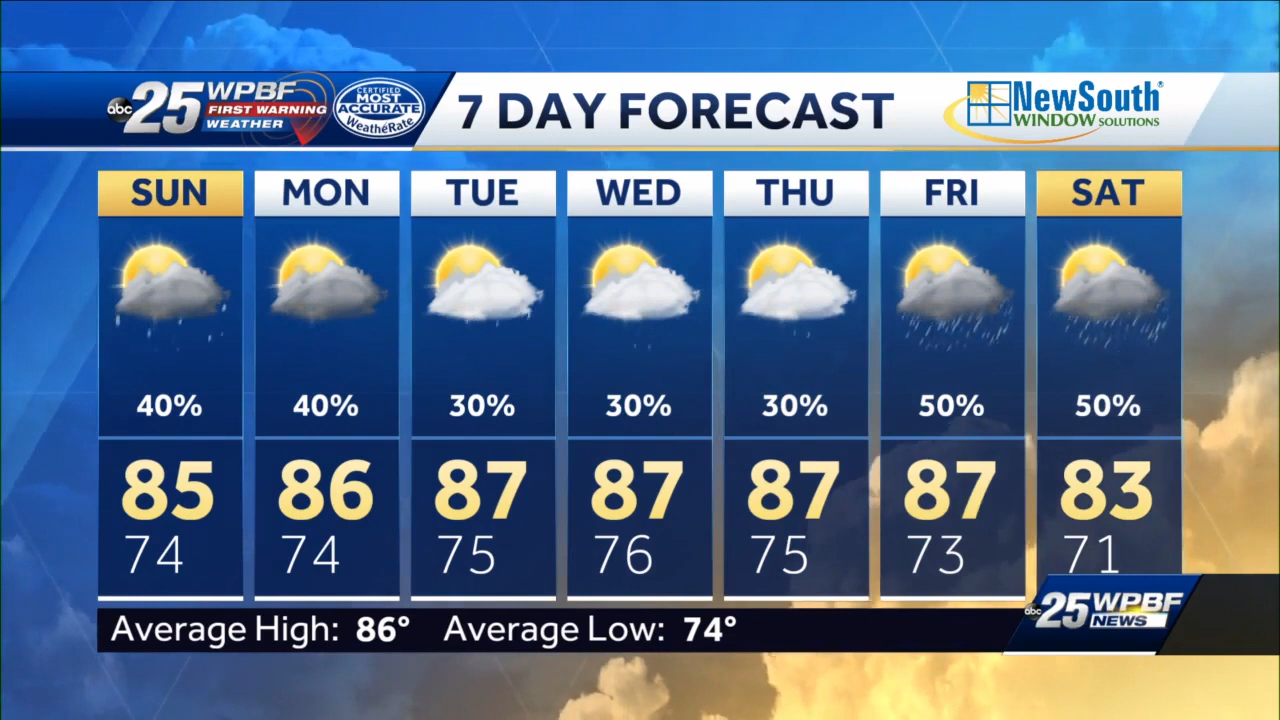 abc 25 WPBF
FIRST WARNING
WEATHER
CERTIFIED
MOST
ACCURATE
WeatheRate
7 DAY FORECAST
NewSouth®
WINDOW SOLUTIONS
SUN MON TUE WED THU FRI SAT
40% 40% 30% 30% 30% 50% 50%
85 86 87 87 87 87 83
74 74 75 76 75 73 71
Average High: 86° Average Low: 74°
abc 25 WPBF
NEWS